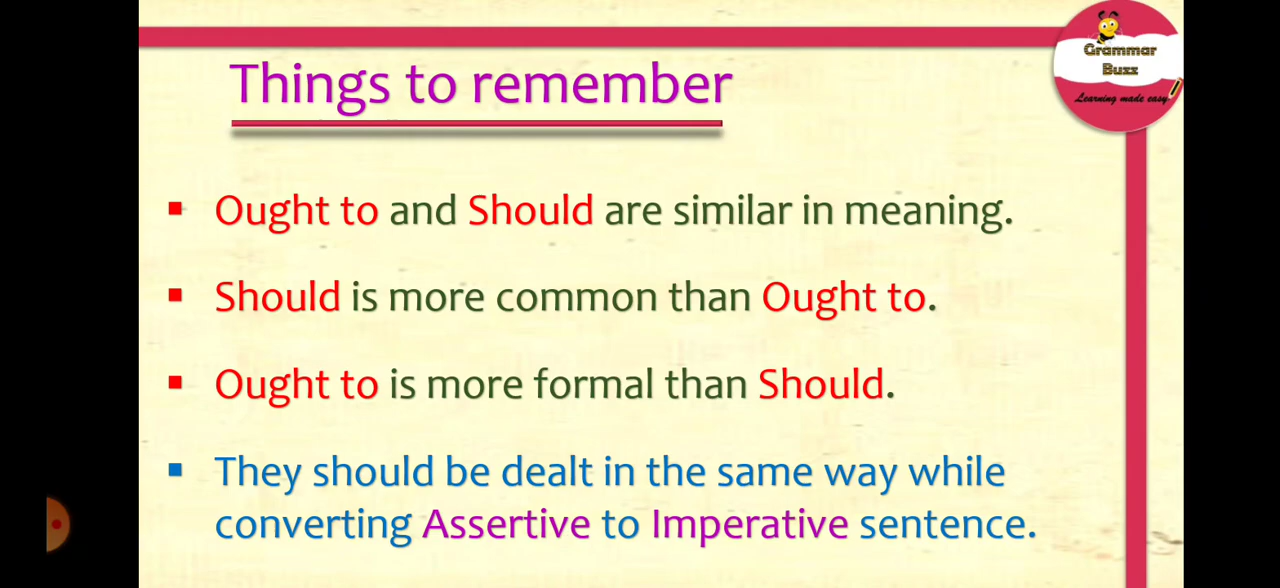 Grammar
Buzz
Learning made easy
Things to remember
▪ Ought to and Should are similar in meaning.
▪ Should is more common than Ought to.
▪ Ought to is more formal than Should.
▪ They should be dealt in the same way while
converting Assertive to Imperative sentence.